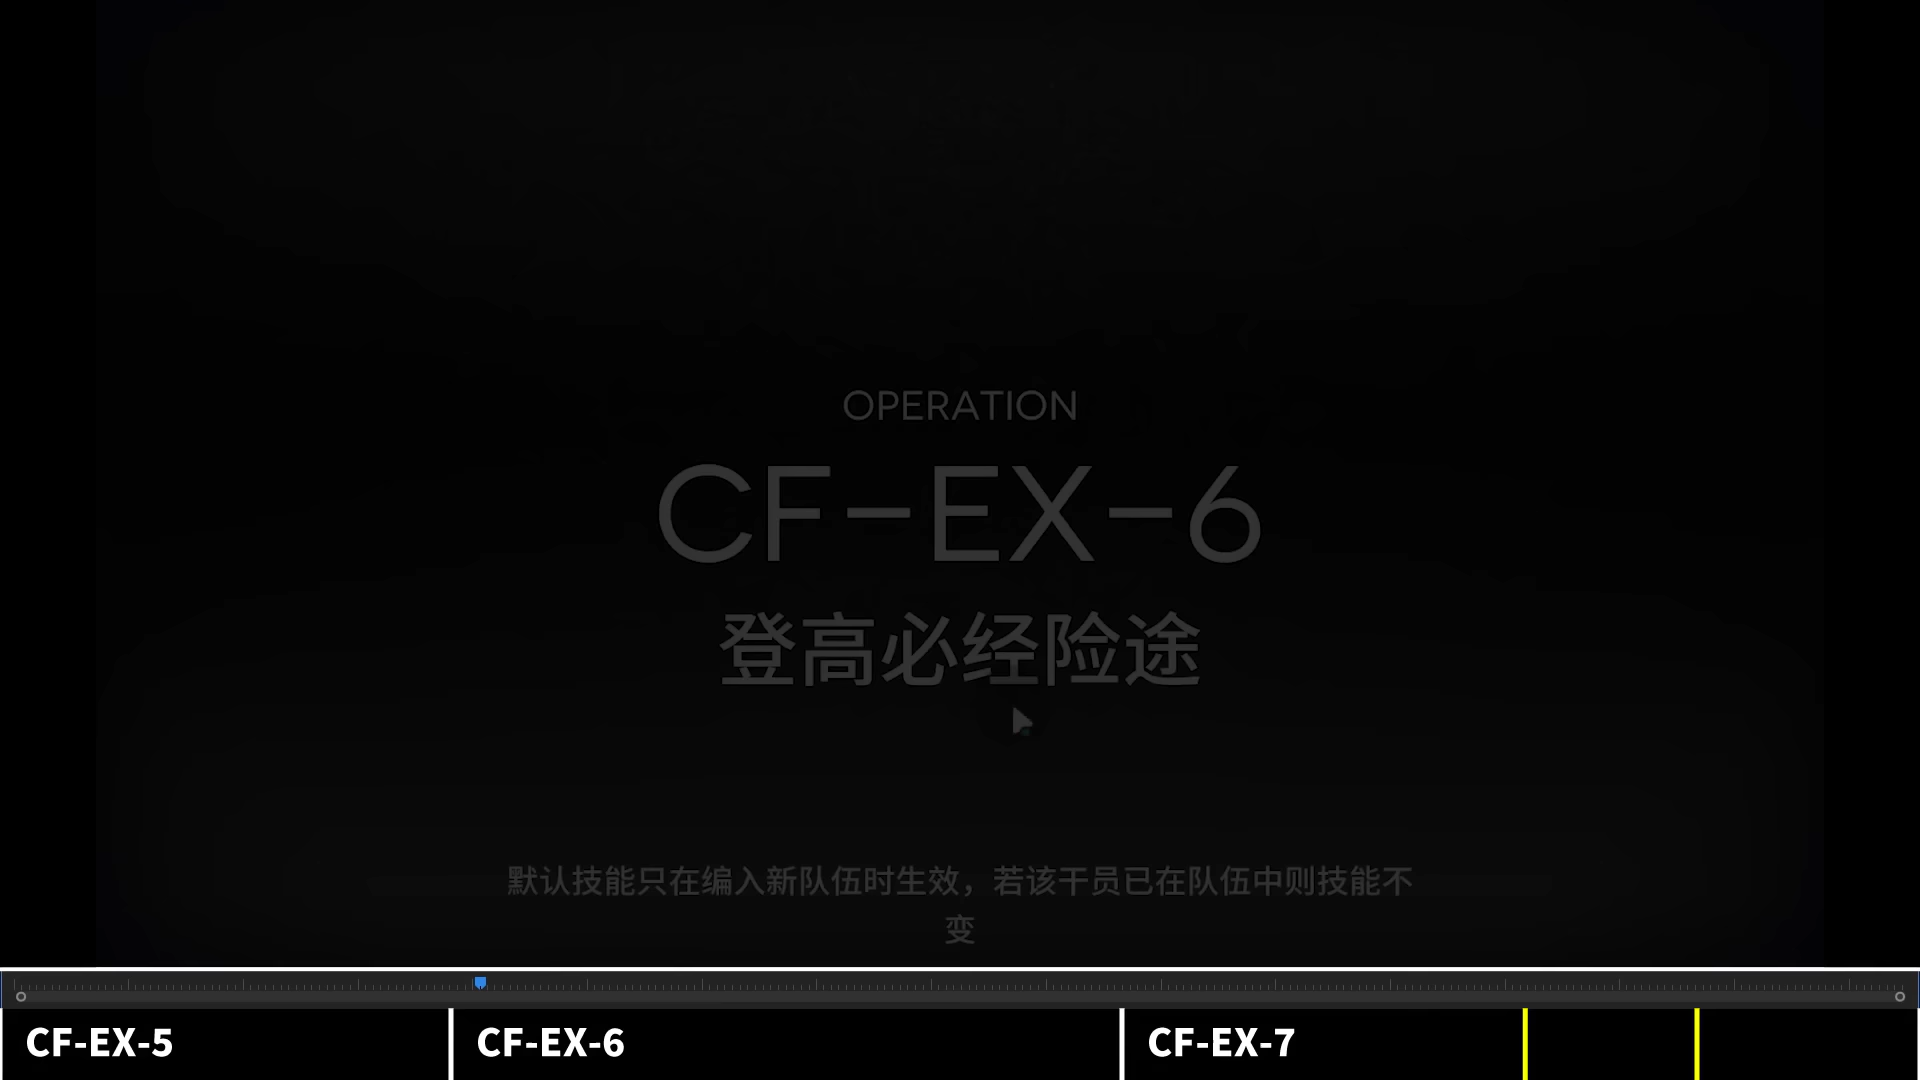 OPERATION
CF-EX-6
登高必经险途
默认技能只在编入新队伍时生效，若该干员已在队伍中则技能不
变
CF-EX-5
CF-EX-6
CF-EX-7